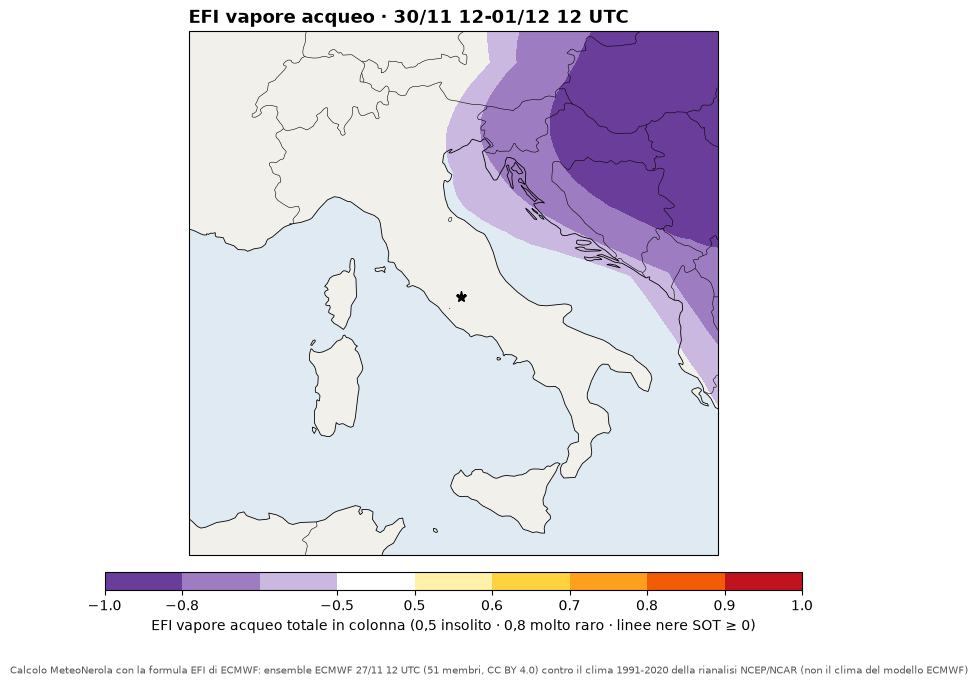 EFI vapore acqueo · 30/11 12-01/12 12 UTC
−1.0 −0.8 −0.5 0.5 0.6 0.7 0.8 0.9 1.0
EFI vapore acqueo totale in colonna (0,5 insolito · 0,8 molto raro · linee nere SOT ≥ 0)
Calcolo MeteoNerola con la formula EFI di ECMWF: ensemble ECMWF 27/11 12 UTC (51 membri, CC BY 4.0) contro il clima 1991-2020 della rianalisi NCEP/NCAR (non il clima del modello ECMWF)